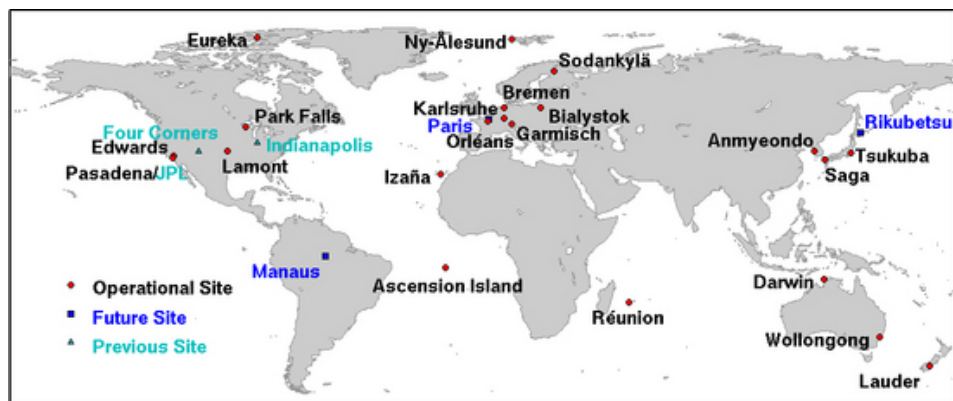 Eureka
Ny-Ålesund
Sodankylä
Bremen
Park Falls
Karlsruhe
Bialystok
Four Corners
Paris
Rikubetsu
Indianapolis
Garmisch
Edwards
Orléans
Anmyeondo
Tsukuba
Pasadena/JPL
Lamont
Izaña
Saga
Manaus
Ascension Island
Darwin
Operational Site
Réunion
Future Site
Wollongong
Previous Site
Lauder